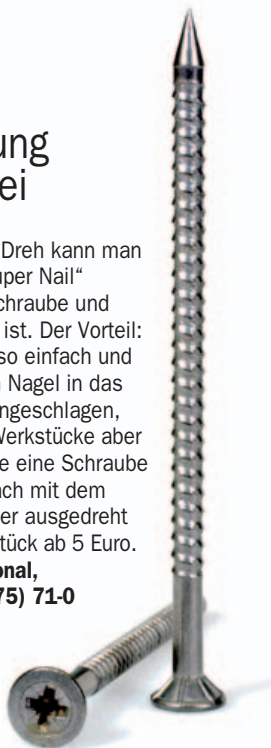 ung
ei
Dreh kann man
uper Nail“
chraube und
ist. Der Vorteil:
so einfach und
Nagel in das
ngeschlagen,
Werkstücke aber
e eine Schraube
ach mit dem
er ausgedreht
tück ab 5 Euro.
onal,
75) 71-0